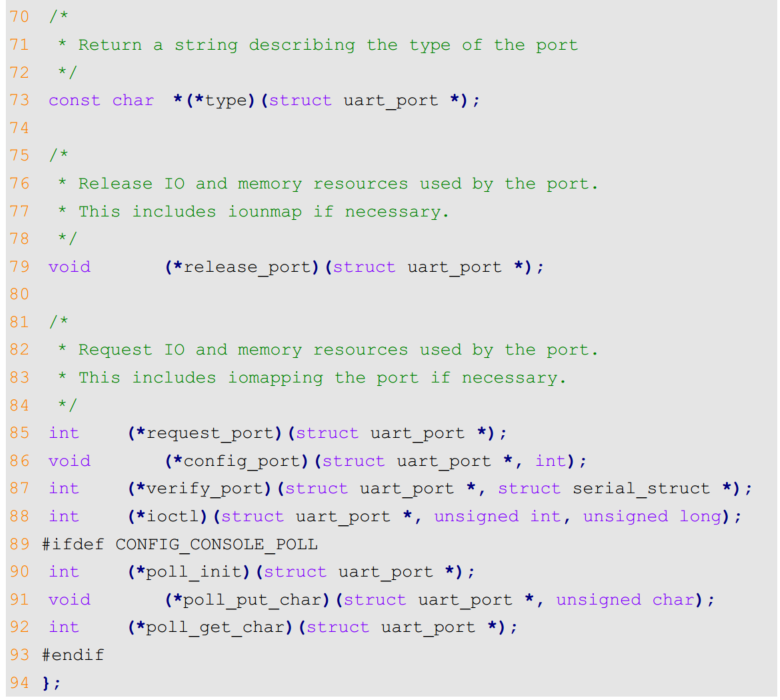 70 /*
71  * Return a string describing the type of the port
72  */
73 const char *(*type)(struct uart_port *);
74
75 /*
76  * Release IO and memory resources used by the port.
77  * This includes iounmap if necessary.
78  */
79 void (*release_port)(struct uart_port *);
80
81 /*
82  * Request IO and memory resources used by the port.
83  * This includes iomapping the port if necessary.
84  */
85 int (*request_port)(struct uart_port *);
86 void (*config_port)(struct uart_port *, int);
87 int (*verify_port)(struct uart_port *, struct serial_struct *);
88 int (*ioctl)(struct uart_port *, unsigned int, unsigned long);
89 #ifdef CONFIG_CONSOLE_POLL
90 int (*poll_init)(struct uart_port *);
91 void (*poll_put_char)(struct uart_port *, unsigned char);
92 int (*poll_get_char)(struct uart_port *);
93 #endif
94 };